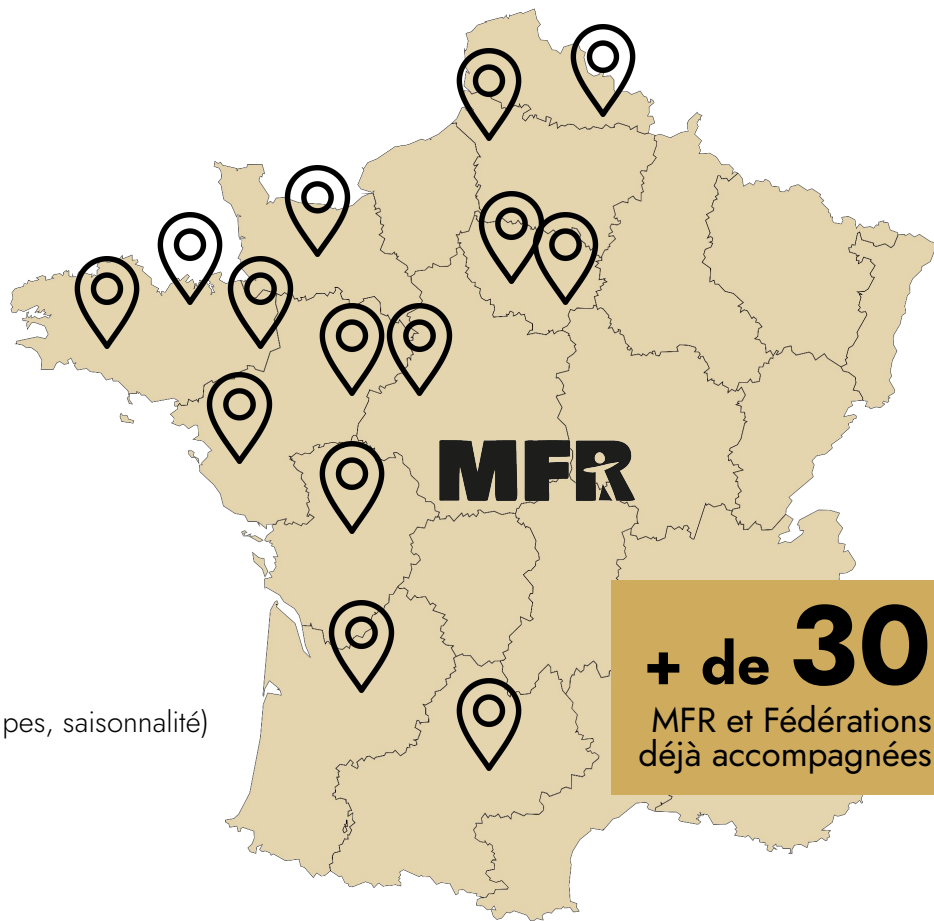 MFR
+ de 30
MFR et Fédérations
déjà accompagnées
pes, saisonnalité)